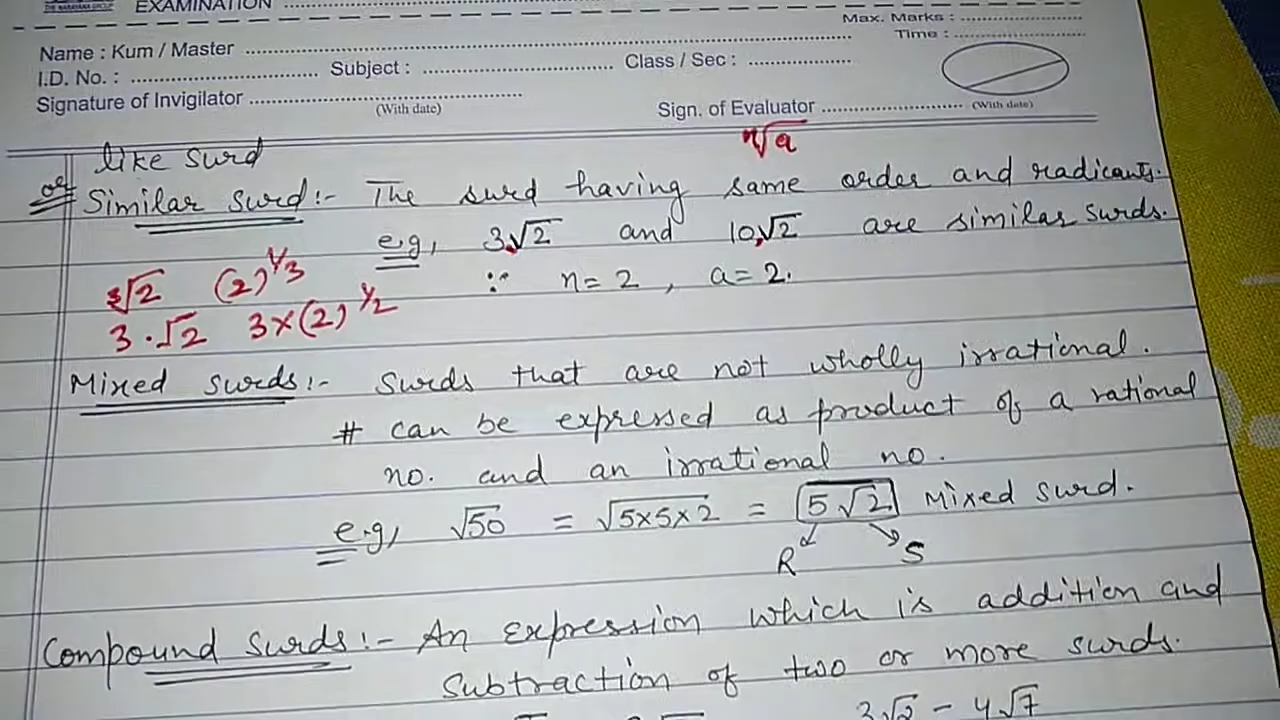 THE NARAYANA GROUP
EXAMINATION
Max. Marks :
Name : Kum / Master
Time :
I.D. No. : Subject : Class / Sec :
Signature of Invigilator (With date) Sign. of Evaluator (With date)
ⁿ√a
like surd
or Similar surd:- The surd having same order and radicants.
e.g, 3√2 and 10√2 are similar surds.
∵ n=2, a=2.
³√2 (2)^1/3
3.√2 3×(2)^1/2
Mixed surds:- surds that are not wholly irrational.
# can be expressed as product of a rational
no. and an irrational no.
e.g, √50 = √5×5×2 = 5√2 Mixed surd.
R S
Compound surds:- An expression which is addition and
subtraction of two or more surds.
3√2 - 4√7